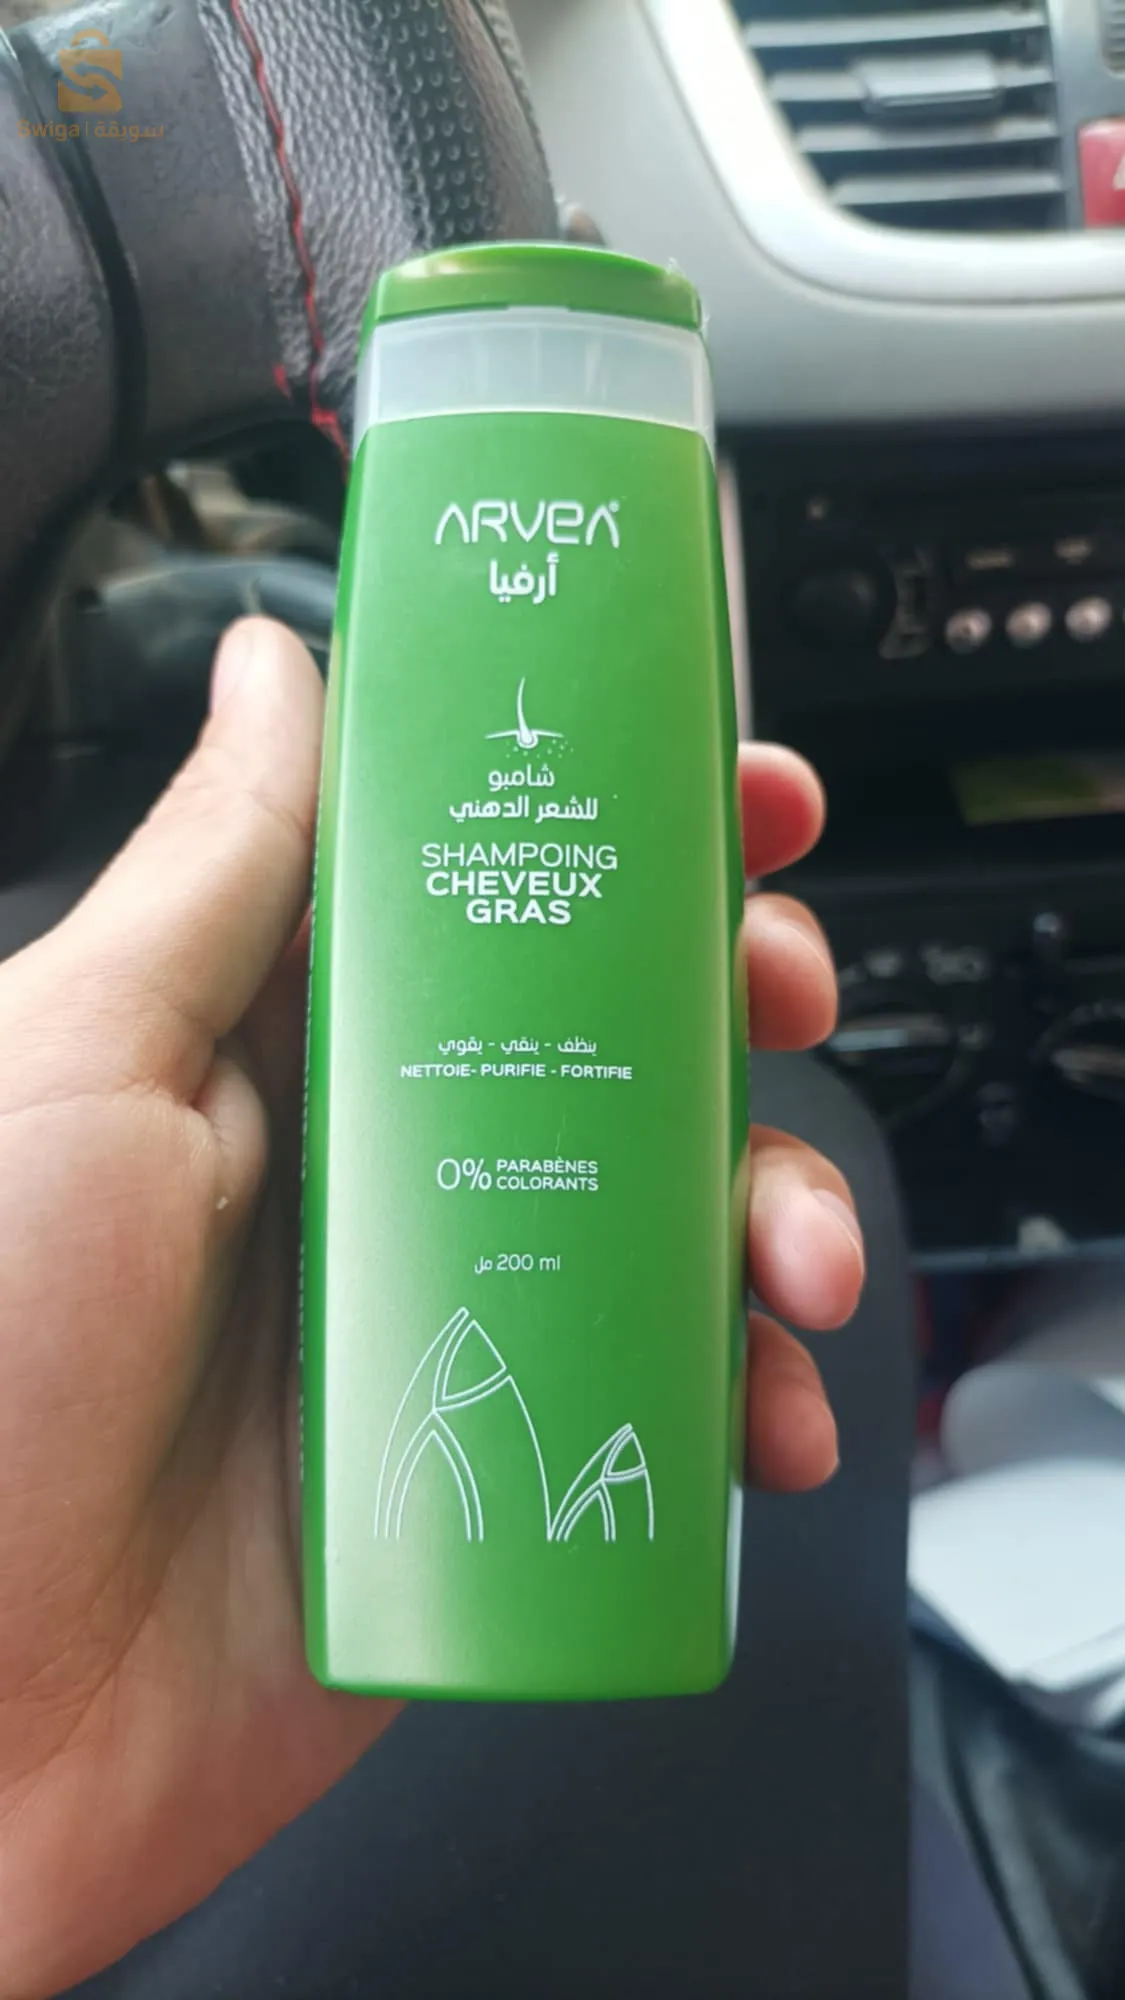 Swiga | سويقة
ARVEA®
أرفيا
شامبو
للشعر الدهني
SHAMPOING
CHEVEUX
GRAS
ينظف - ينقي - يقوي
NETTOIE- PURIFIE - FORTIFIE
0% PARABÈNES
COLORANTS
200 ml مل